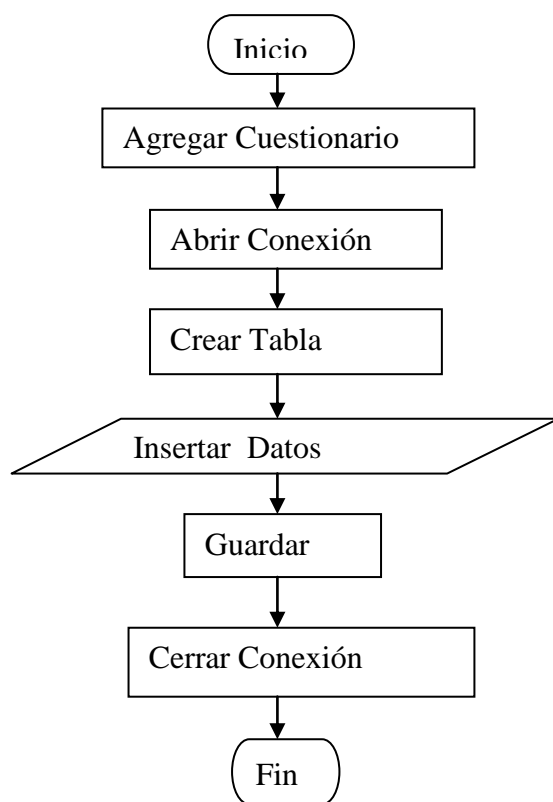 Inicio
Agregar Cuestionario
Abrir Conexión
Crear Tabla
Insertar Datos
Guardar
Cerrar Conexión
Fin